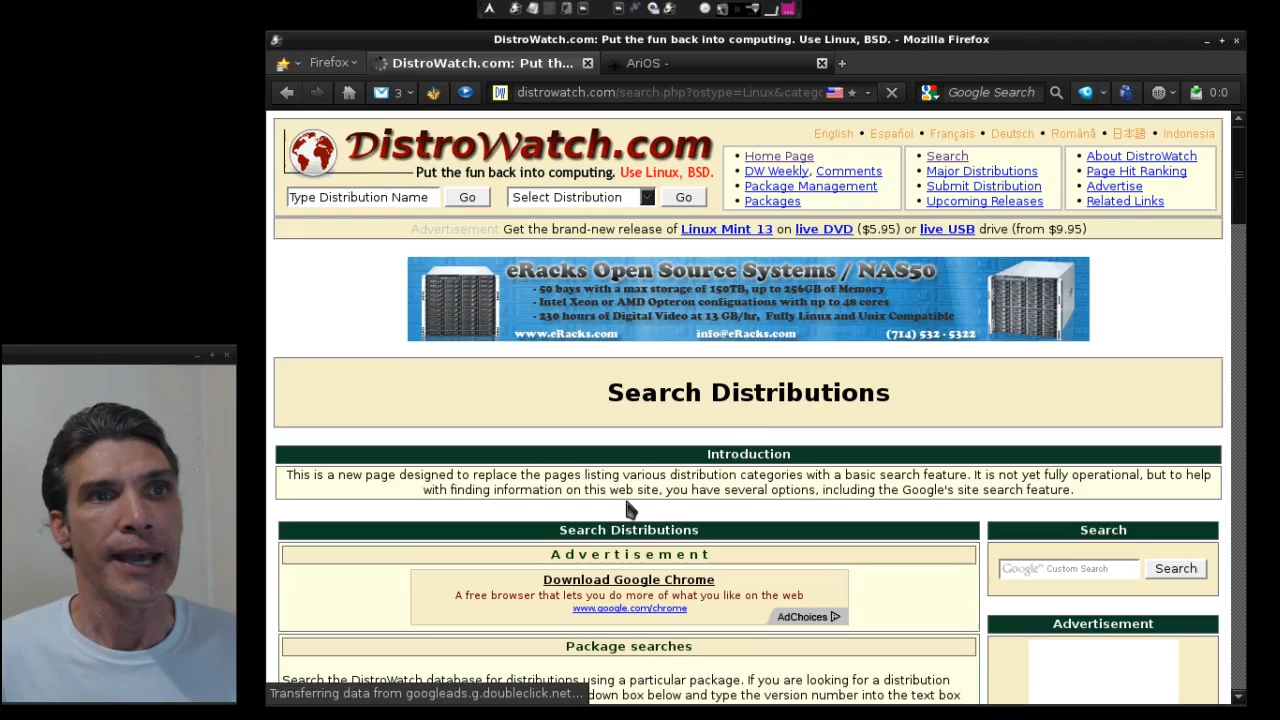 DistroWatch.com: Put the fun back into computing. Use Linux, BSD. - Mozilla Firefox
Firefox
DistroWatch.com: Put th...
AriOS -
3
distrowatch.com/search.php?ostype=Linux&catego
Google Search
0:0
DistroWatch.com
Put the fun back into computing. Use Linux, BSD.
English • Español • Français • Deutsch • Română • 日本語 • Indonesia
• Home Page
• DW Weekly, Comments
• Package Management
• Packages
• Search
• Major Distributions
• Submit Distribution
• Upcoming Releases
• About DistroWatch
• Page Hit Ranking
• Advertise
• Related Links
Type Distribution Name
Go
Select Distribution
Go
Advertisement Get the brand-new release of Linux Mint 13 on live DVD ($5.95) or live USB drive (from $9.95)
eRacks Open Source Systems / NAS50
- 50 bays with a max storage of 150TB, up to 256GB of Memory
- Intel Xeon or AMD Opteron configuations with up to 48 cores
- 230 hours of Digital Video at 13 GB/hr, Fully Linux and Unix Compatible
www.eRacks.com info@eRacks.com (714) 532 - 5322
Search Distributions
Introduction
This is a new page designed to replace the pages listing various distribution categories with a basic search feature. It is not yet fully operational, but to help
with finding information on this web site, you have several options, including the Google's site search feature.
Search Distributions
Advertisement
Download Google Chrome
A free browser that lets you do more of what you like on the web
www.google.com/chrome
AdChoices
Package searches
Search the DistroWatch database for distributions using a particular package. If you are looking for a distribution
down box below and type the version number into the text box
Search
Google™ Custom Search
Search
Advertisement
Transferring data from googleads.g.doubleclick.net...